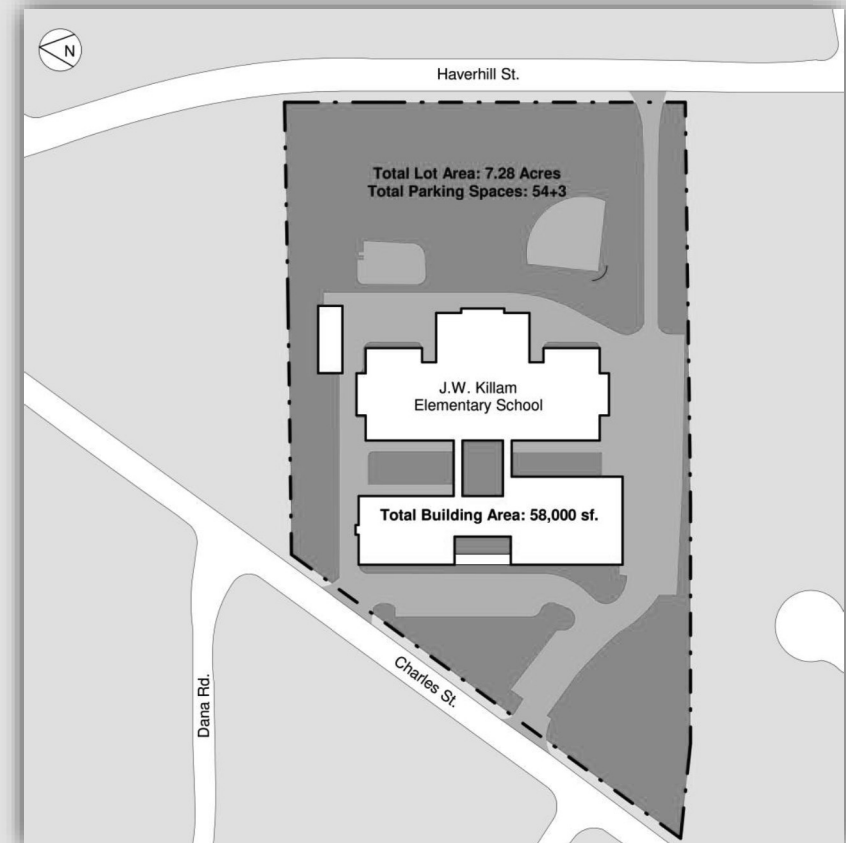 N
Haverhill St.
Total Lot Area: 7.28 Acres
Total Parking Spaces: 54+3
J.W. Killam
Elementary School
Total Building Area: 58,000 sf.
Charles St.
Dana Rd.